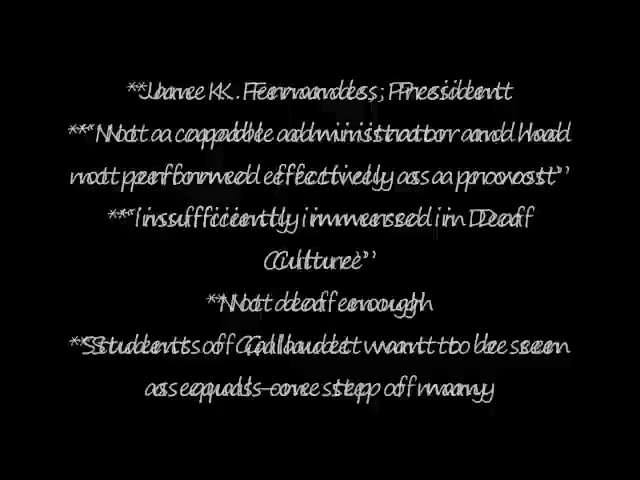 *Jane K. Fernandes, President
*"Not a capable administrator and had
not performed effectively as a provost"
*"insufficiently immersed in Deaf
Culture"
*Not deaf enough
*Students of Gallaudet want to be seen
as equals—one step of many